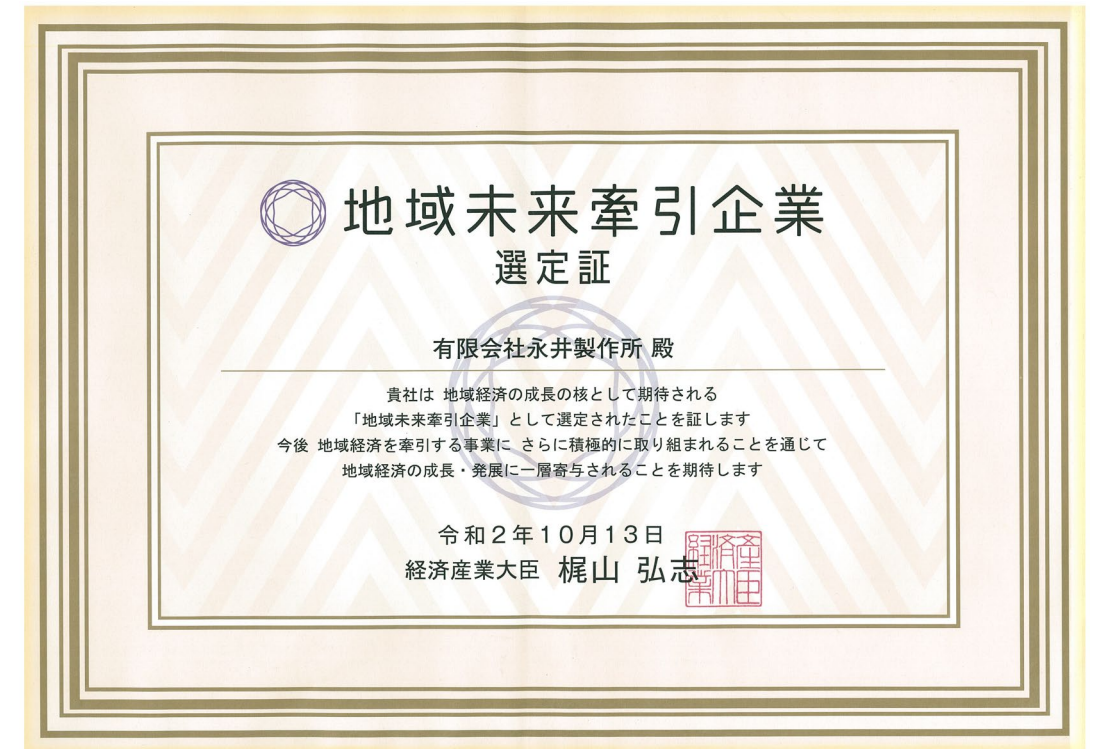 地域未来牽引企業
選定証
有限会社永井製作所 殿
貴社は 地域経済の成長の核として期待される
「地域未来牽引企業」として選定されたことを証します
今後 地域経済を牽引する事業に さらに積極的に取り組まれることを通じて
地域経済の成長・発展に一層寄与されることを期待します
令和2年10月13日
経済産業大臣 梶山 弘志